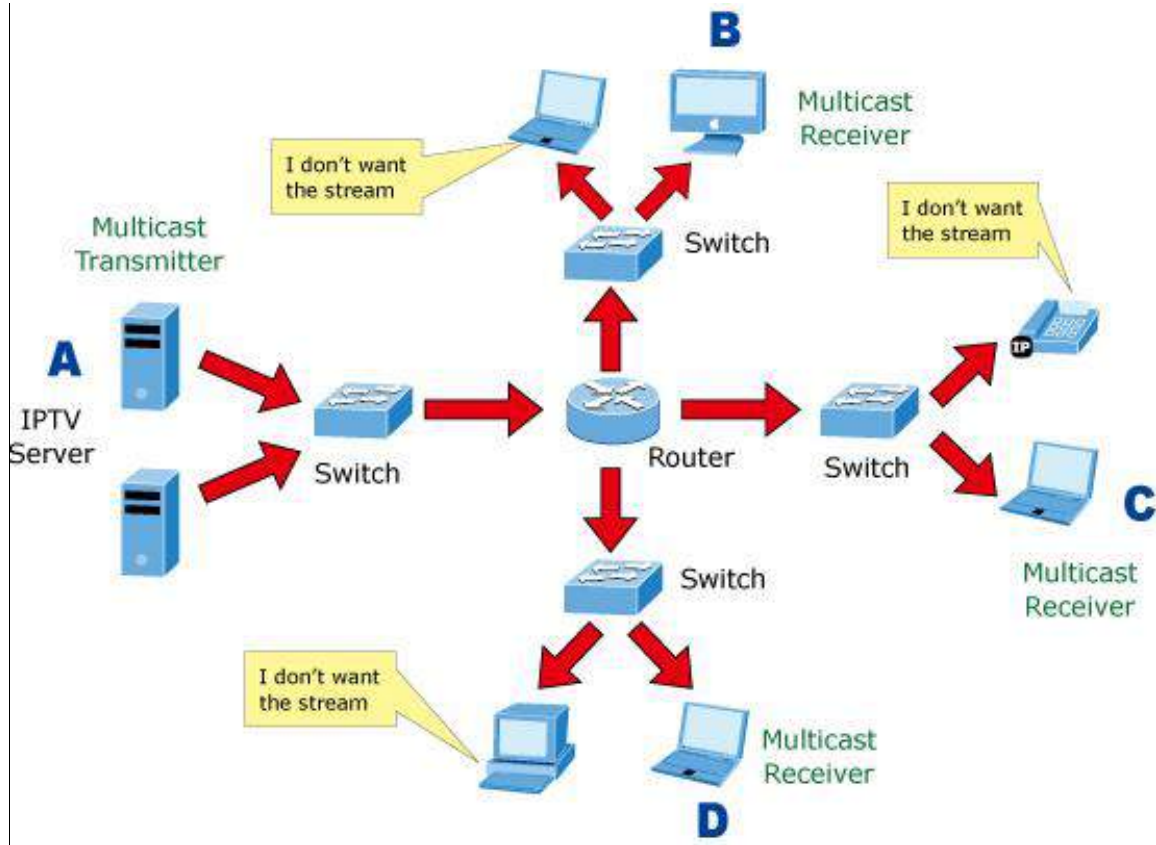 B
Multicast
Receiver
I don't want
the stream
I don't want
the stream
Multicast
Transmitter
Switch
A
IPTV
Server
IP
Switch
Router
Switch
C
Multicast
Receiver
Switch
I don't want
the stream
Multicast
Receiver
D